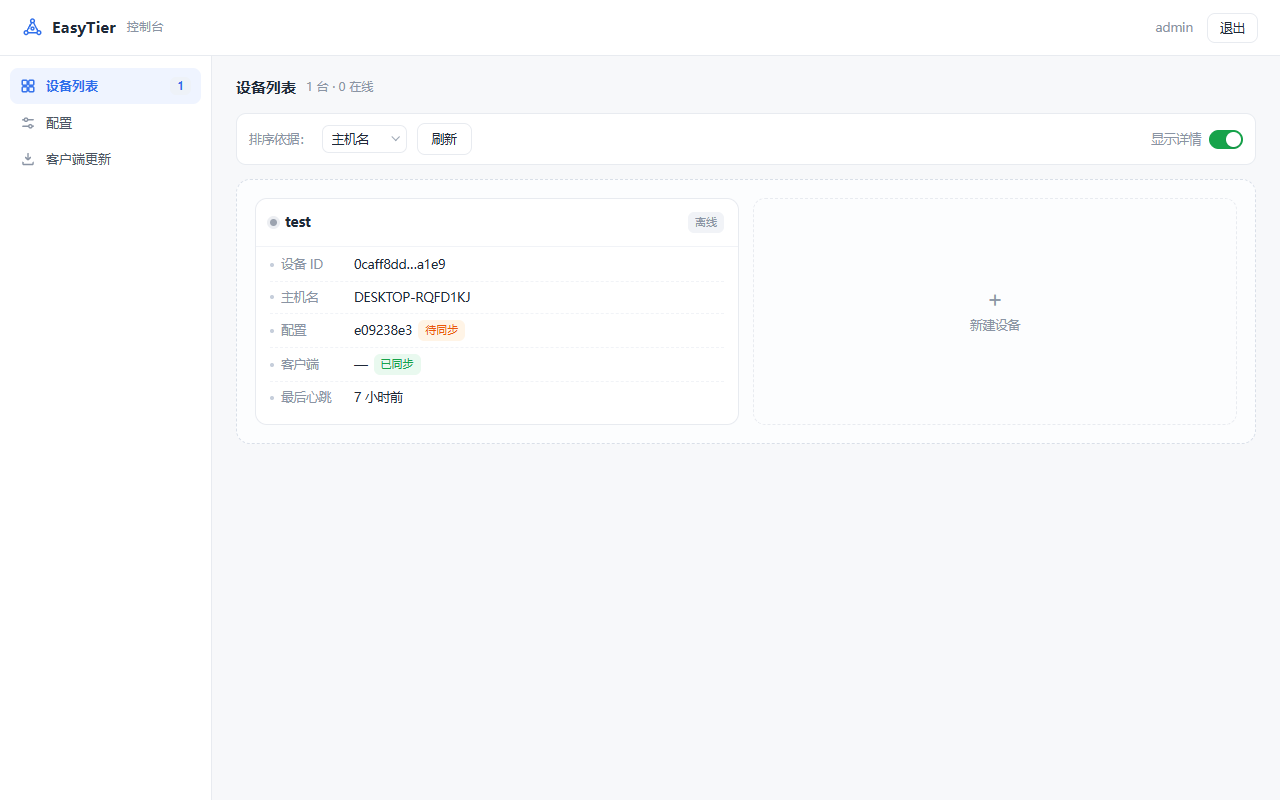 EasyTier 控制台
admin 退出
设备列表 1
配置
客户端更新
设备列表 1 台 · 0 在线
排序依据: 主机名 刷新 显示详情
test 离线
设备 ID 0caff8dd...a1e9
主机名 DESKTOP-RQFD1KJ
配置 e09238e3 待同步
客户端 — 已同步
最后心跳 7 小时前
+
新建设备